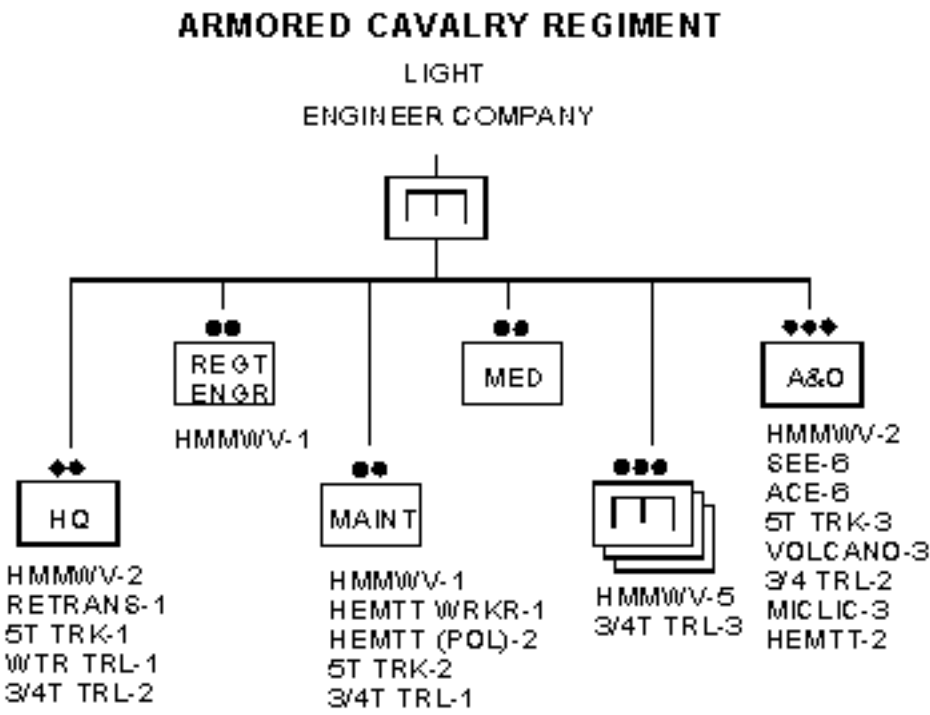 ARMORED CAVALRY REGIMENT
LIGHT
ENGINEER COMPANY
REGT
ENGR
HMMWV-1
MED
A&O
HMMWV-2
SEE-6
ACE-6
5T TRK-3
VOLCANO-3
3/4 TRL-2
MICLIC-3
HEMTT-2
HQ
HMMWV-2
RETRANS-1
5T TRK-1
WTR TRL-1
3/4T TRL-2
MAINT
HMMWV-1
HEMTT WRKR-1
HEMTT (POL)-2
5T TRK-2
3/4T TRL-1
HMMWV-5
3/4T TRL-3